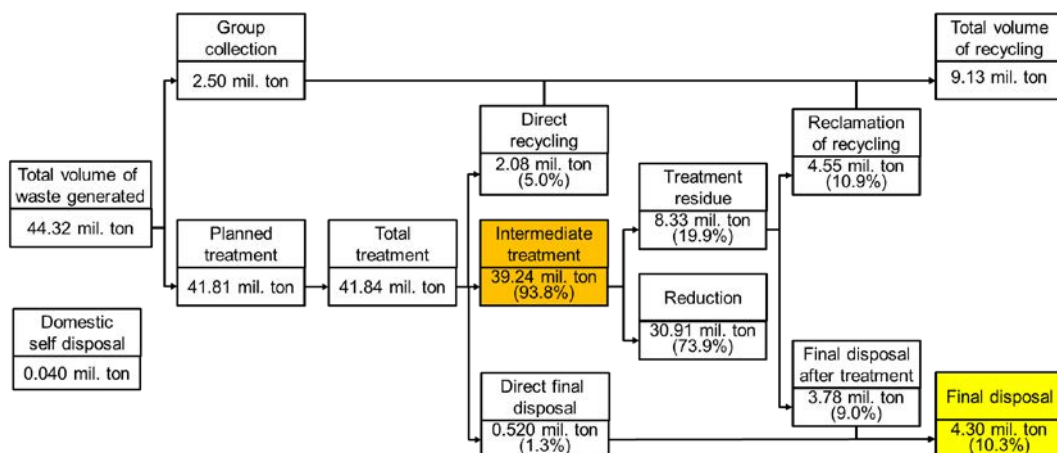 Group
collection
2.50 mil. ton
Total volume
of recycling
9.13 mil. ton
Direct
recycling
2.08 mil. ton
(5.0%)
Reclamation
of recycling
4.55 mil. ton
(10.9%)
Total volume of
waste generated
44.32 mil. ton
Treatment
residue
8.33 mil. ton
(19.9%)
Planned
treatment
41.81 mil. ton
Total
treatment
41.84 mil. ton
Intermediate
treatment
39.24 mil. ton
(93.8%)
Reduction
30.91 mil. ton
(73.9%)
Domestic
self disposal
0.040 mil. ton
Direct final
disposal
0.520 mil. ton
(1.3%)
Final disposal
after treatment
3.78 mil. ton
(9.0%)
Final disposal
4.30 mil. ton
(10.3%)